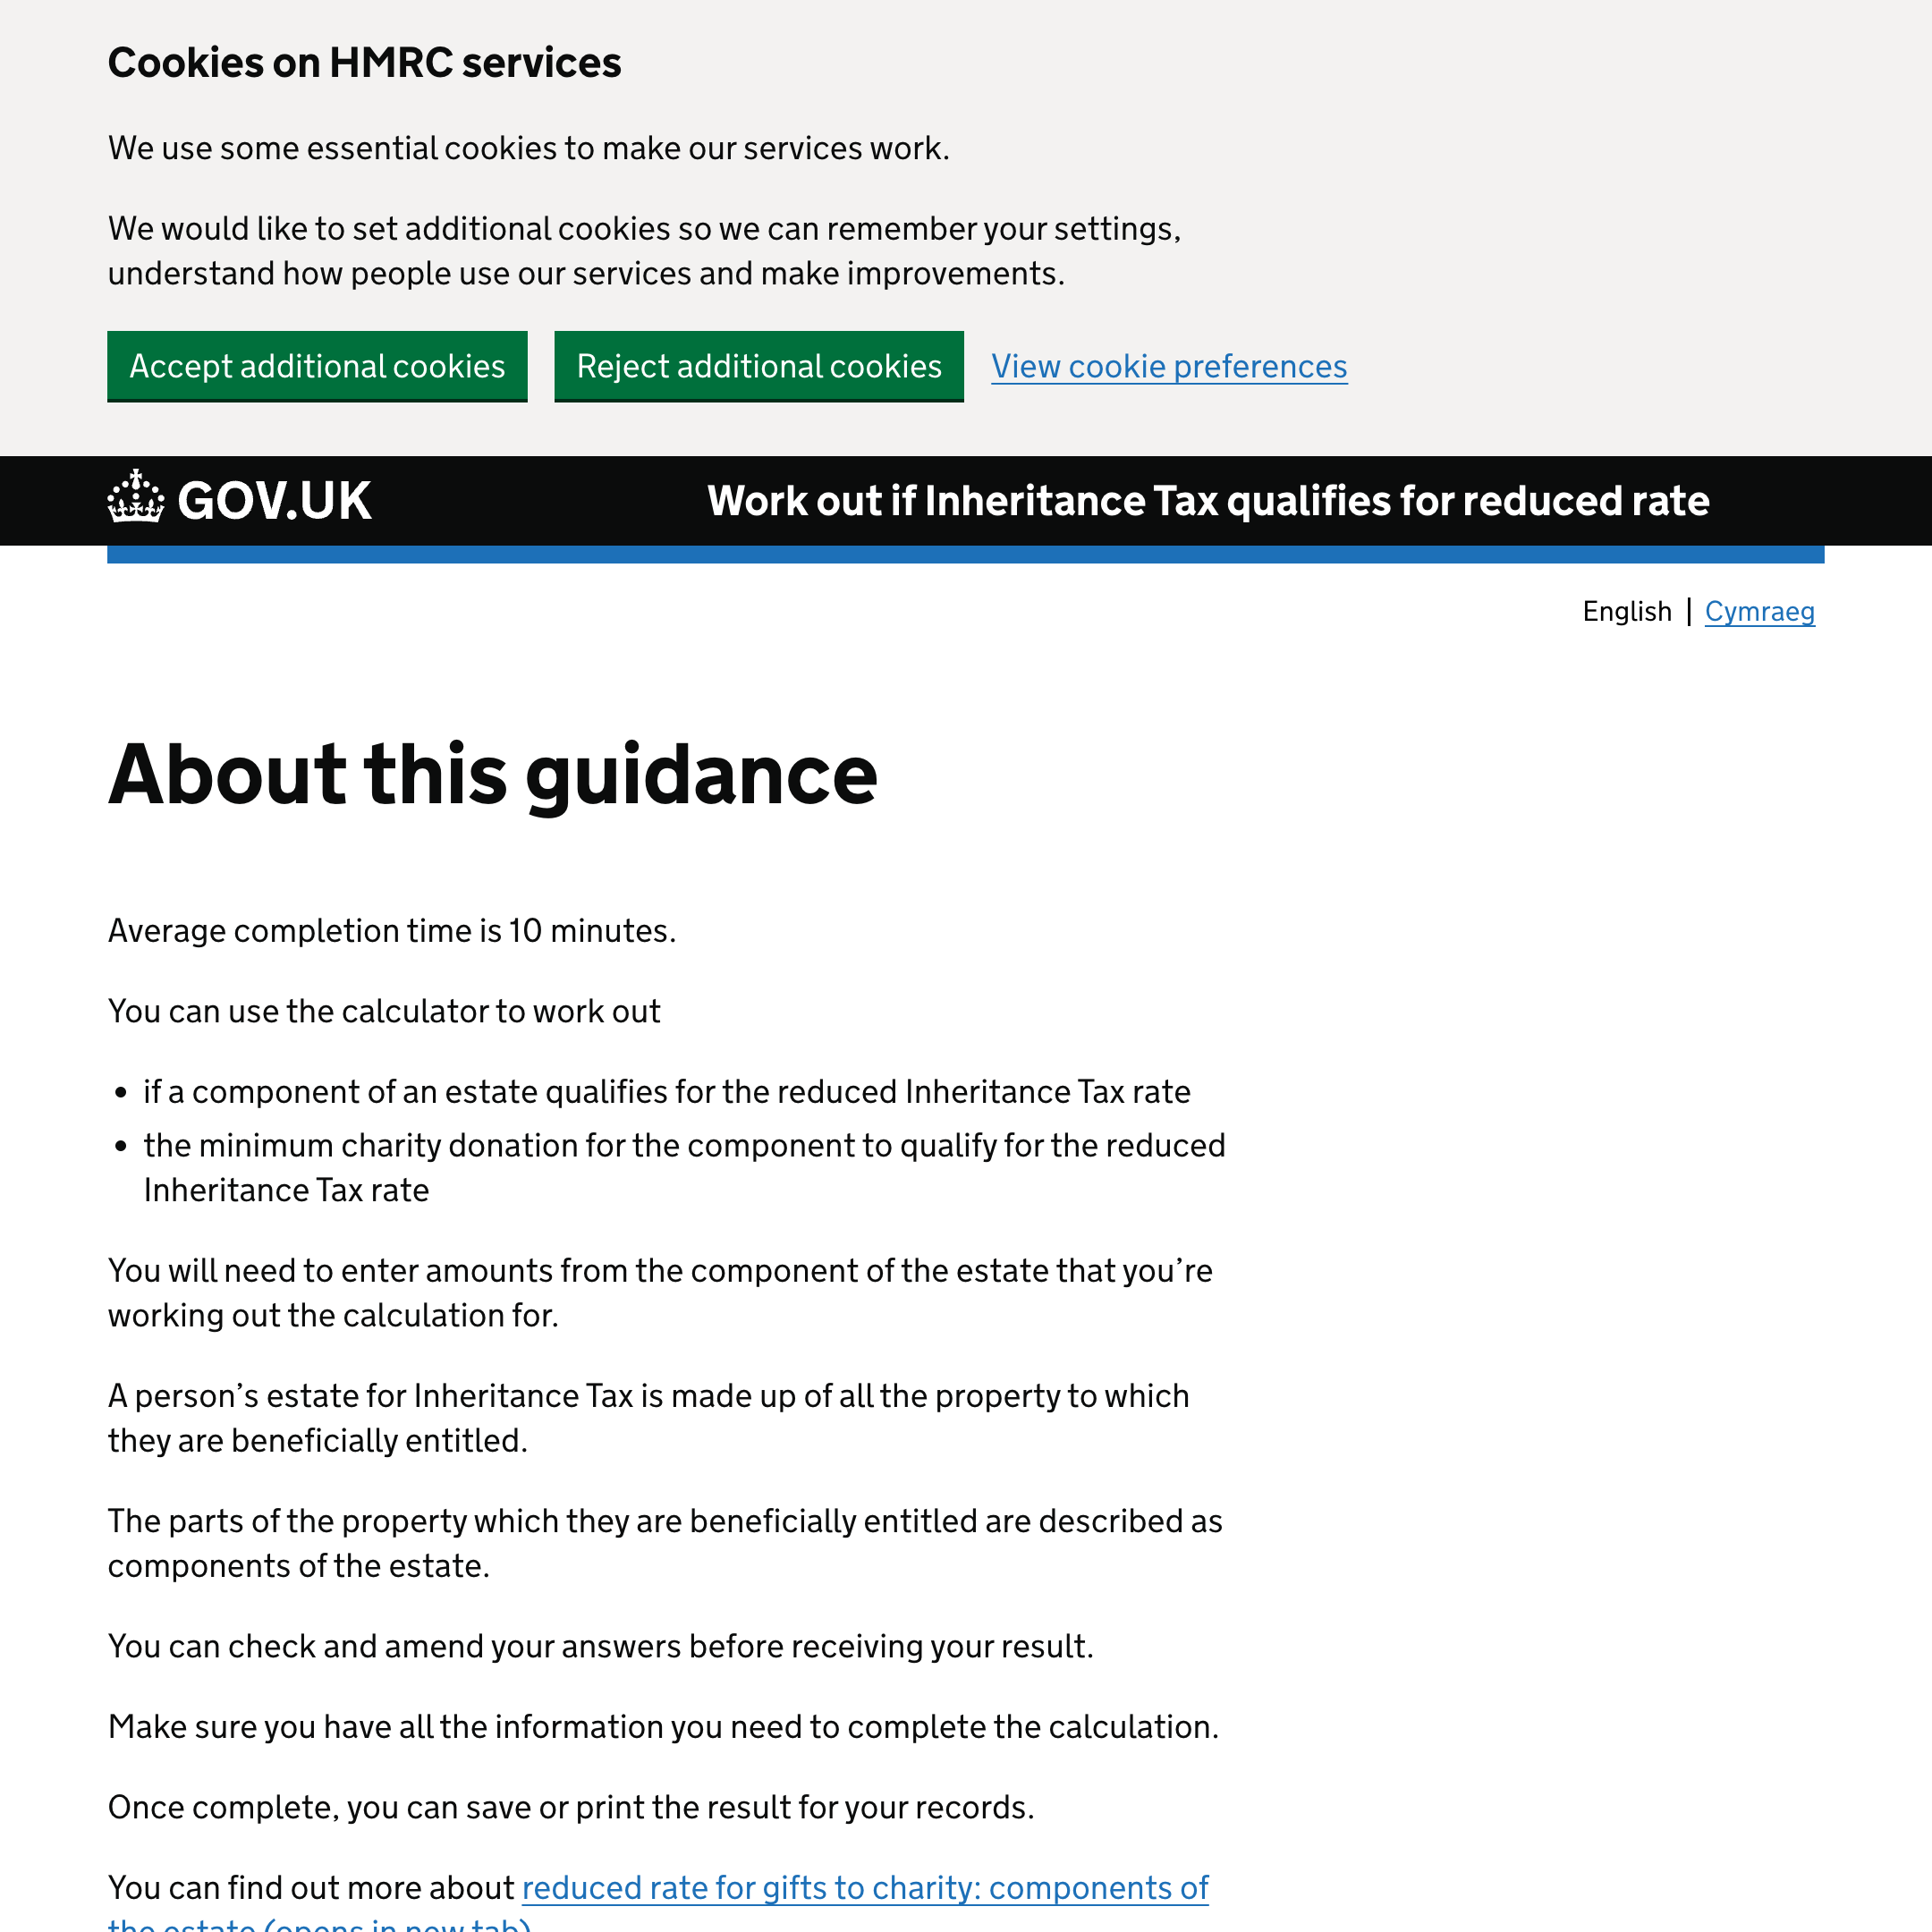 Cookies on HMRC services
We use some essential cookies to make our services work.
We would like to set additional cookies so we can remember your settings,
understand how people use our services and make improvements.
Accept additional cookies Reject additional cookies View cookie preferences
GOV.UK Work out if Inheritance Tax qualifies for reduced rate
English | Cymraeg
About this guidance
Average completion time is 10 minutes.
You can use the calculator to work out
• if a component of an estate qualifies for the reduced Inheritance Tax rate
• the minimum charity donation for the component to qualify for the reduced
Inheritance Tax rate
You will need to enter amounts from the component of the estate that you’re
working out the calculation for.
A person’s estate for Inheritance Tax is made up of all the property to which
they are beneficially entitled.
The parts of the property which they are beneficially entitled are described as
components of the estate.
You can check and amend your answers before receiving your result.
Make sure you have all the information you need to complete the calculation.
Once complete, you can save or print the result for your records.
You can find out more about reduced rate for gifts to charity: components of
the estate (opens in new tab)